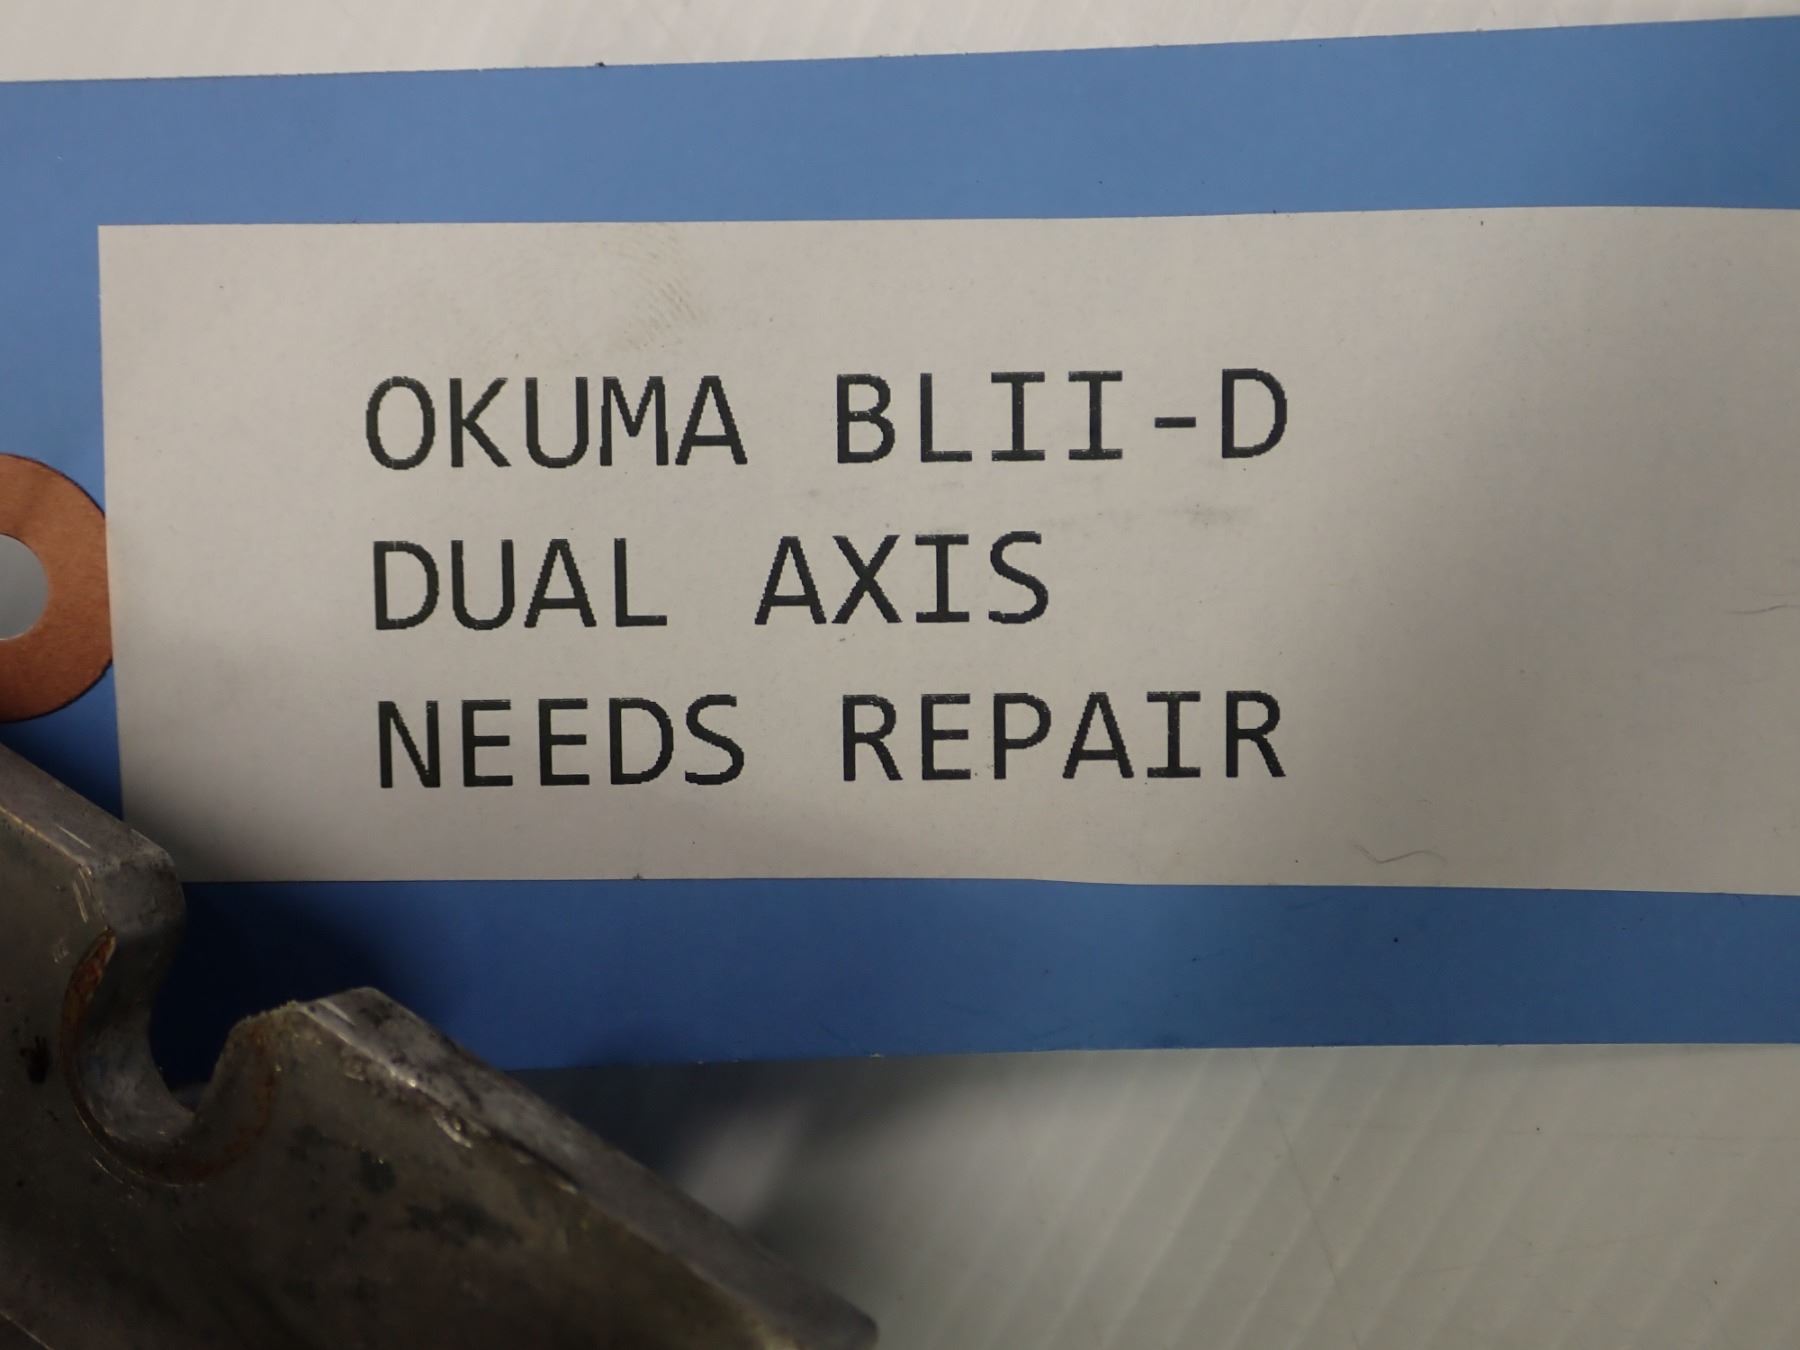 OKUMA BLII-D
DUAL AXIS
NEEDS REPAIR